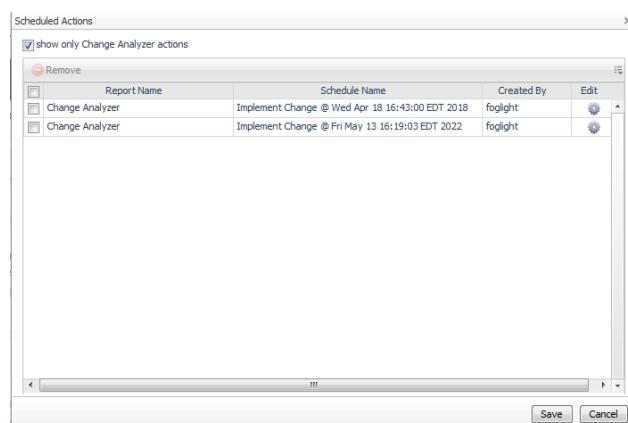 Scheduled Actions
show only Change Analyzer actions
Remove
Report Name Schedule Name Created By Edit
Change Analyzer Implement Change @ Wed Apr 18 16:43:00 EDT 2018 foglight
Change Analyzer Implement Change @ Fri May 13 16:19:03 EDT 2022 foglight
Save Cancel